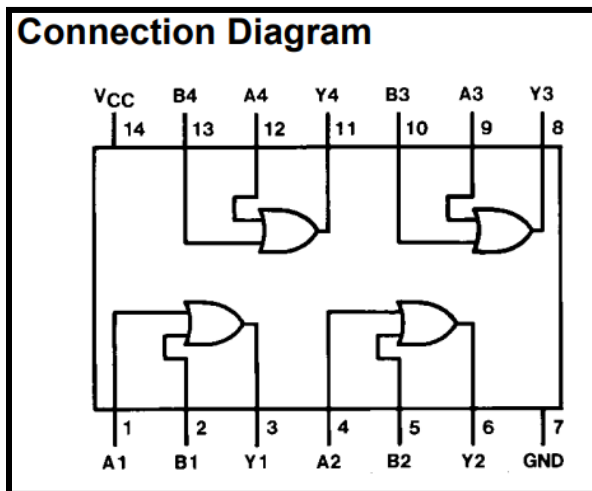 Connection Diagram
VCC B4 A4 Y4 B3 A3 Y3
14 13 12 11 10 9 8
1 2 3 4 5 6 7
A1 B1 Y1 A2 B2 Y2 GND